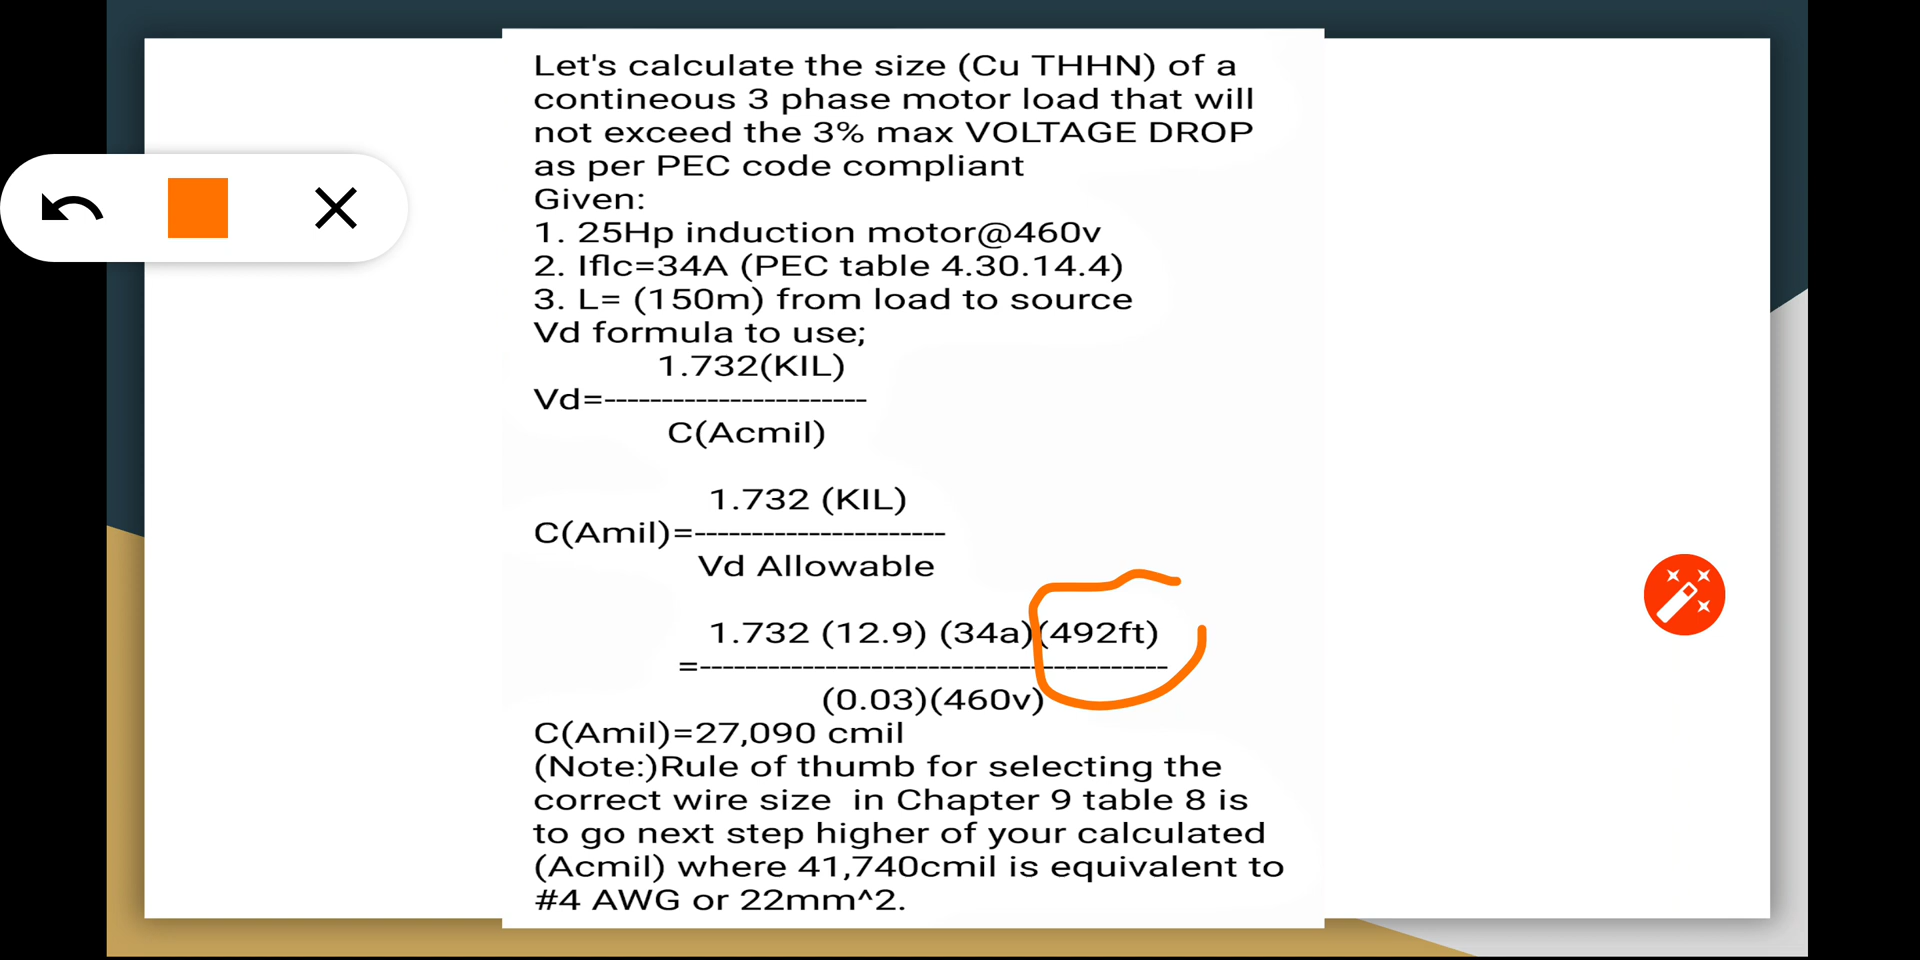 Let's calculate the size (Cu THHN) of a
contineous 3 phase motor load that will
not exceed the 3% max VOLTAGE DROP
as per PEC code compliant
Given:
1. 25Hp induction motor@460v
2. Iflc=34A (PEC table 4.30.14.4)
3. L= (150m) from load to source
Vd formula to use;
1.732(KIL)
Vd=-----------------------
C(Acmil)
1.732 (KIL)
C(Amil)=----------------------
Vd Allowable
1.732 (12.9) (34a)(492ft)
=-----------------------------------------
(0.03)(460v)
C(Amil)=27,090 cmil
(Note:)Rule of thumb for selecting the
correct wire size  in Chapter 9 table 8 is
to go next step higher of your calculated
(Acmil) where 41,740cmil is equivalent to
#4 AWG or 22mm^2.